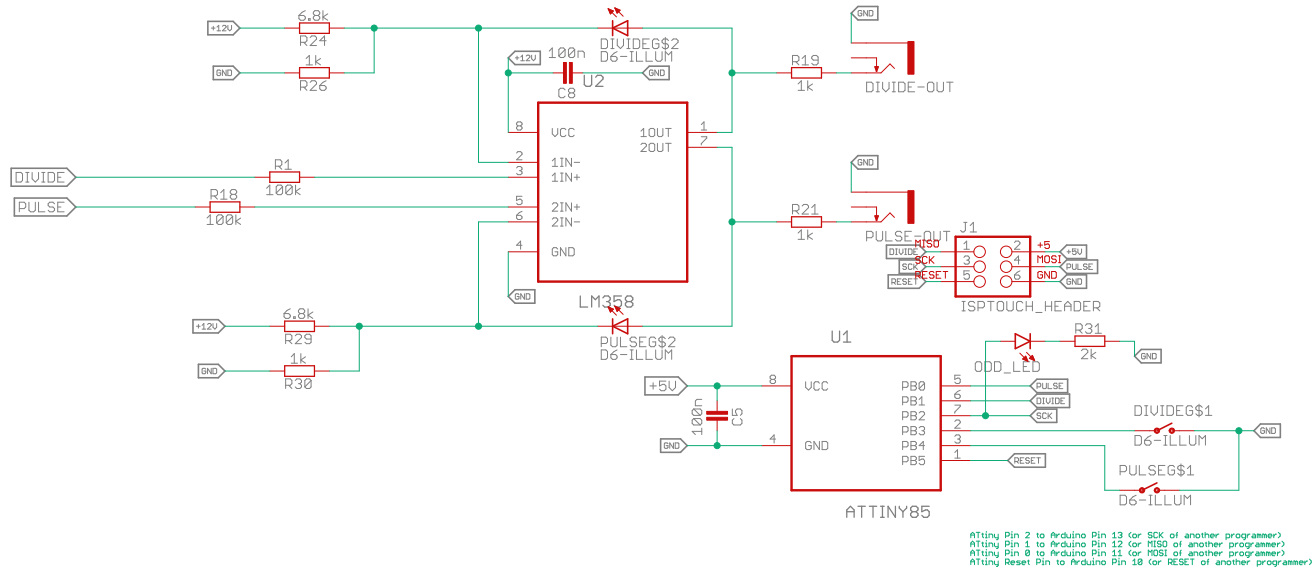 +12V
6.8k
R24
GND
1k
R26
DIVIDEG$2
D6-ILLUM
+12V
100n
C8
GND
U2
GND
R19
1k
DIVIDE-OUT
8 VCC
1OUT 1
2OUT 7
2 1IN-
3 1IN+
5 2IN+
6 2IN-
4 GND
GND
LM358
DIVIDE
R1
100k
PULSE
R18
100k
GND
R21
1k
PULSE-OUT
J1
DIVIDE MISO 1 2 +5 +5V
SCK SCK 3 4 MOSI PULSE
RESET RESET 5 6 GND GND
ISPTOUCH_HEADER
+12V
6.8k
R29
GND
1k
R30
PULSEG$2
D6-ILLUM
U1
ODD_LED
R31
2k
GND
+5V
100n
C5
GND
8 VCC
4 GND
PB0 5 PULSE
PB1 6 DIVIDE
PB2 7 SCK
PB3 2
PB4 3
PB5 1 RESET
ATTINY85
DIVIDEG$1
D6-ILLUM
GND
PULSEG$1
D6-ILLUM
ATtiny Pin 2 to Arduino Pin 13 (or SCK of another programmer)
ATtiny Pin 1 to Arduino Pin 12 (or MISO of another programmer)
ATtiny Pin 0 to Arduino Pin 11 (or MOSI of another programmer)
ATtiny Reset Pin to Arduino Pin 10 (or RESET of another programmer)